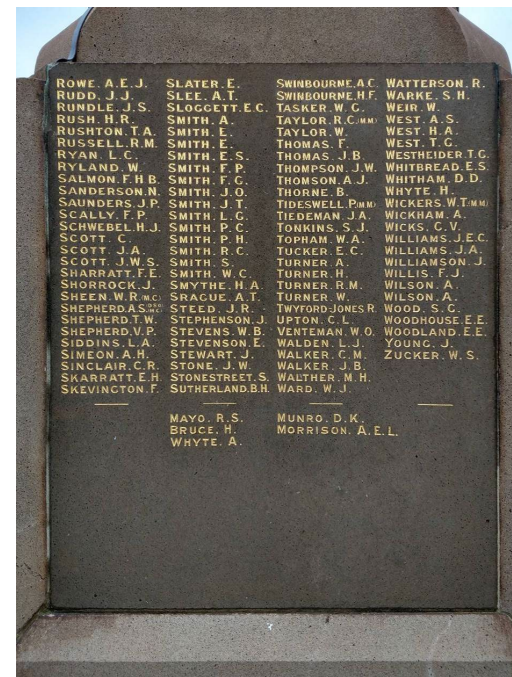 ROWE. A.E.J.
RUDD. J.J.
RUNDLE. J.S.
RUSH. H.R.
RUSHTON. T.A.
RUSSELL. R.M.
RYAN. L.C.
RYLAND. W.
SALMON. F.H.B.
SANDERSON. N.
SAUNDERS. J.P.
SCALLY. F.P.
SCHWEBEL. H.J.
SCOTT. C.
SCOTT. J.A.
SCOTT. J.W.S.
SHARRATT. F.E.
SHORROCK. J.
SHEEN. W.R. (M.C.)
SHEPHERD. A.S. (D.S.O. M.C.)
SHEPHERD. T.W.
SHEPHERD. V.P.
SIDDINS. L.A.
SIMEON. A.H.
SINCLAIR. C.R.
SKARRATT. E.H.
SKEVINGTON. F.
SLATER. E.
SLEE. A.T.
SLOGGETT. E.C.
SMITH. A.
SMITH. E.
SMITH. E.
SMITH. E.S.
SMITH. F.P.
SMITH. F.G.
SMITH. J.O.
SMITH. J.T.
SMITH. L.G.
SMITH. P.C.
SMITH. P.H.
SMITH. R.C.
SMITH. S.
SMITH. W.C.
SMYTHE. H.A.
SPRAGUE. A.T.
STEED. J.R.
STEPHENSON. J.
STEVENS. W.B.
STEVENSON. E.
STEWART. J.
STONE. J.W.
STONESTREET. S.
SUTHERLAND. B.H.
MAYO. R.S.
BRUCE. H.
WHYTE. A.
SWINBOURNE. A.C.
SWINBOURNE. H.F.
TASKER. W.G.
TAYLOR. R.C. (M.M)
TAYLOR. W.
THOMAS. F.
THOMAS. J.B.
THOMPSON. J.W.
THOMSON. A.J.
THORNE. B.
TIDESWELL. P. (M.M)
TIEDEMAN. J.A.
TONKINS. S.J.
TOPHAM. W.A.
TUCKER. E.C.
TURNER. A.
TURNER. H.
TURNER. R.M.
TURNER. W.
TWYFORD-JONES R.
UPTON. C.L.
VENTEMAN. W.O.
WALDEN. L.J.
WALKER. C.M.
WALKER. J.B.
WALTHER. M.H.
WARD. W.J.
MUNRO. D.K.
MORRISON. A.E.L.
WATTERSON. R.
WARKE. S.H.
WEIR. W.
WEST. A.S.
WEST. H.A.
WEST. T.G.
WESTHEIDER. T.G.
WHITBREAD. E.S.
WHITHAM. D.D.
WHYTE. H.
WICKERS. W.T. (M.M)
WICKHAM. A.
WICKS. G.V.
WILLIAMS. J.E.C.
WILLIAMS. J.A.
WILLIAMSON. J.
WILLIS. F.J.
WILSON. A.
WILSON. A.
WOOD. S.G.
WOODHOUSE. E.E.
WOODLAND. E.E.
YOUNG. J.
ZUCKER. W.S.